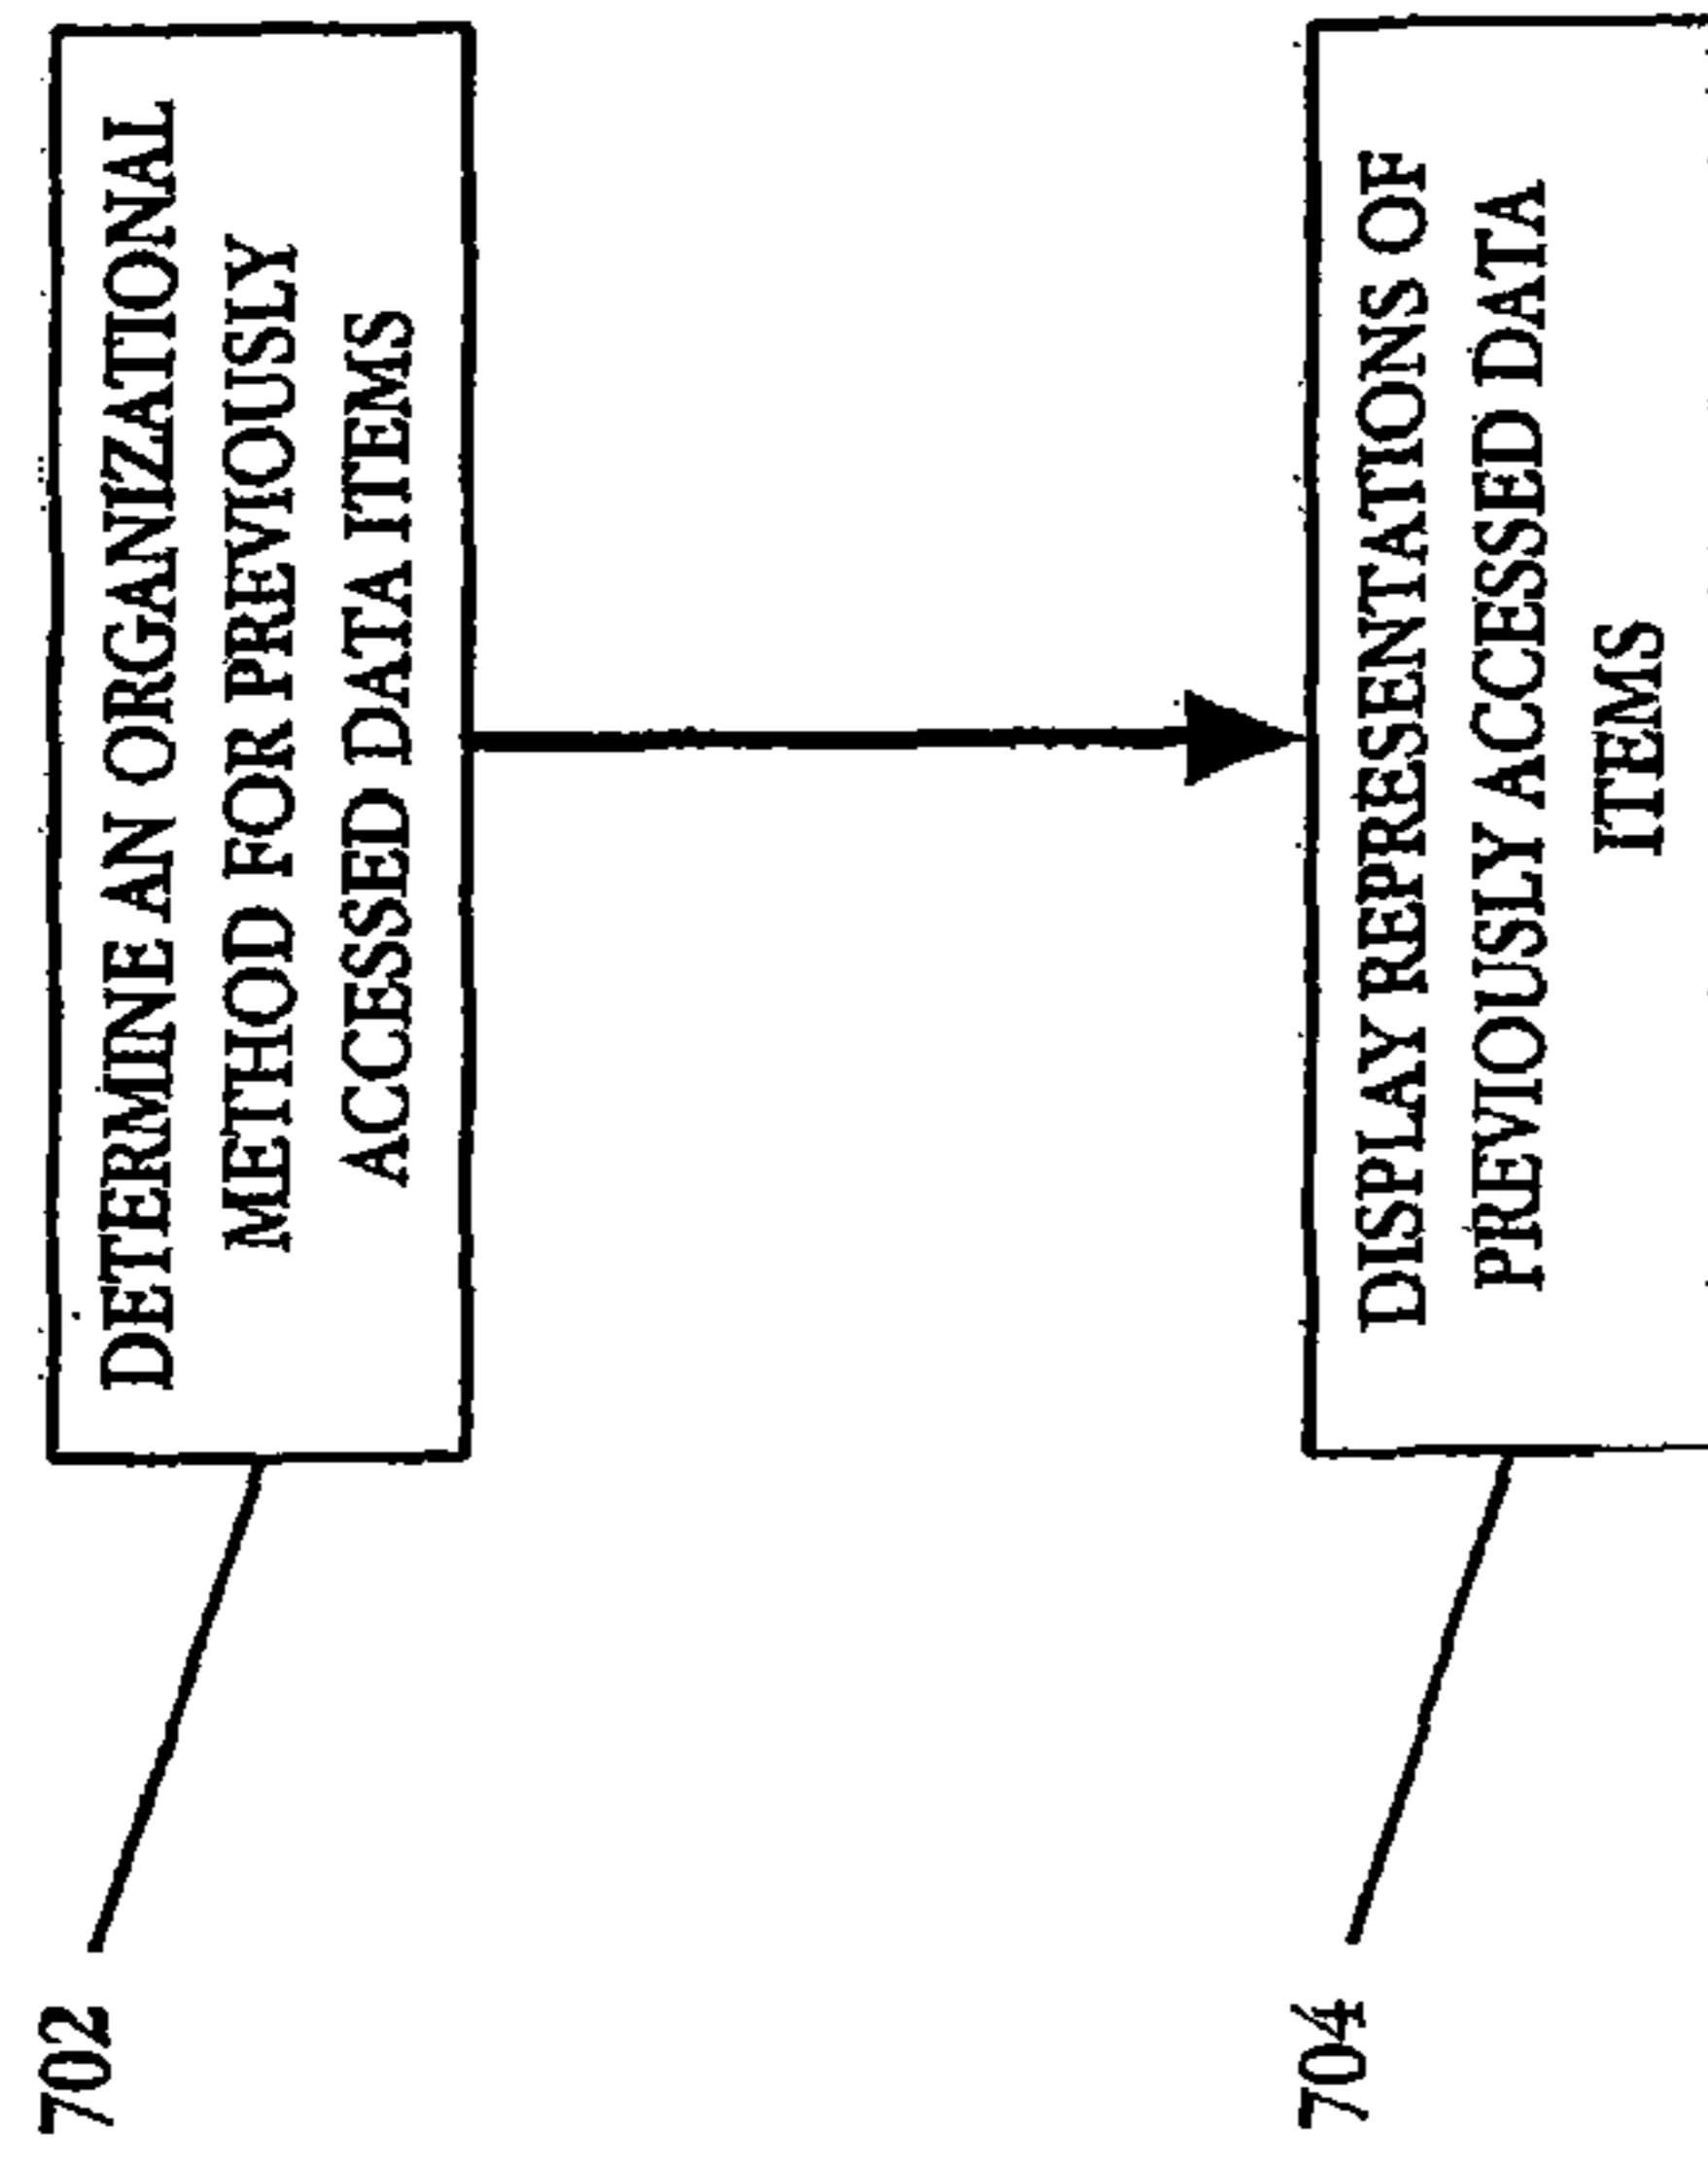 702
DETERMINE AN ORGANIZATIONAL
METHOD FOR PREVIOUSLY
ACCESSED DATA ITEMS
704
DISPLAY REPRESENTATIONS OF
PREVIOUSLY ACCESSED DATA
ITEMS